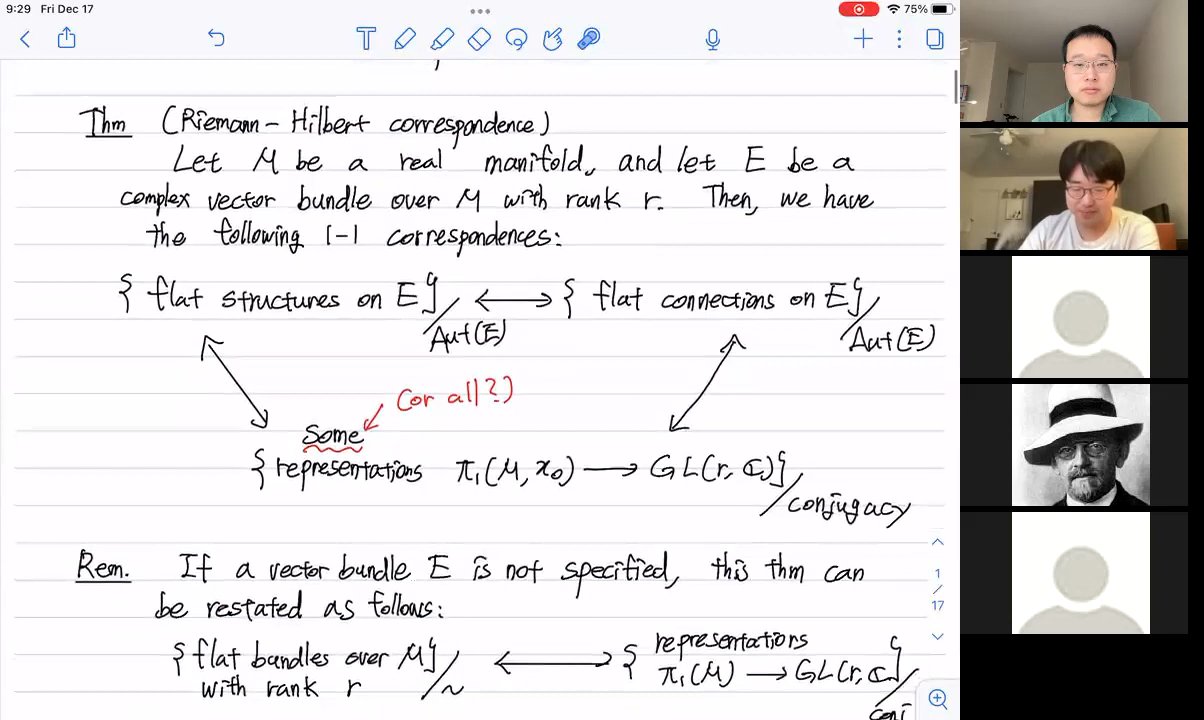 9:29 Fri Dec 17
75%
Thm (Riemann-Hilbert correspondence)
Let M be a real manifold, and let E be a
complex vector bundle over M with rank r. Then, we have
the following 1-1 correspondences:
{ flat structures on E}/Aut(E) ⟷ { flat connections on E}/Aut(E)
(or all?)
Some
{ representations π₁(M, x₀) ⟶ GL(r, ℂ)}/conjugacy
Rem. If a vector bundle E is not specified, this thm can
be restated as follows:
{ flat bundles over M with rank r }/~ ⟷ { representations π₁(M) ⟶ GL(r, ℂ) }/conj
1
/
17